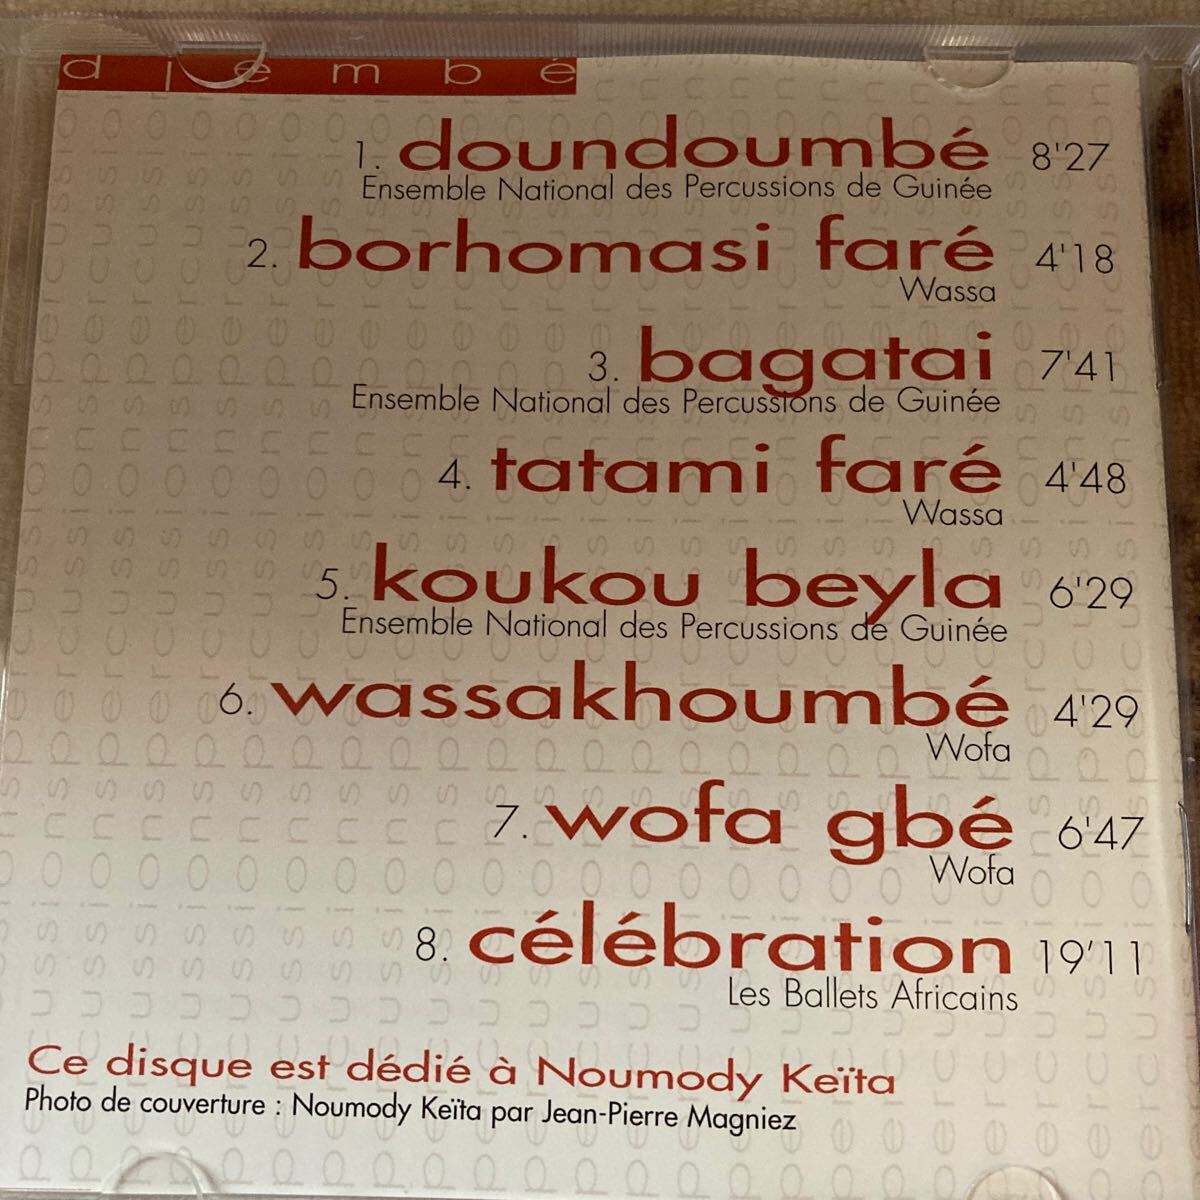 djembé
1. doundoumbé 8'27
Ensemble National des Percussions de Guinée
2. borhomasi faré 4'18
Wassa
3. bagatai 7'41
Ensemble National des Percussions de Guinée
4. tatami faré 4'48
Wassa
5. koukou beyla 6'29
Ensemble National des Percussions de Guinée
6. wassakhoumbé 4'29
Wofa
7. wofa gbé 6'47
Wofa
8. célébration 19'11
Les Ballets Africains
Ce disque est dédié à Noumody Keïta
Photo de couverture : Noumody Keïta par Jean-Pierre Magniez